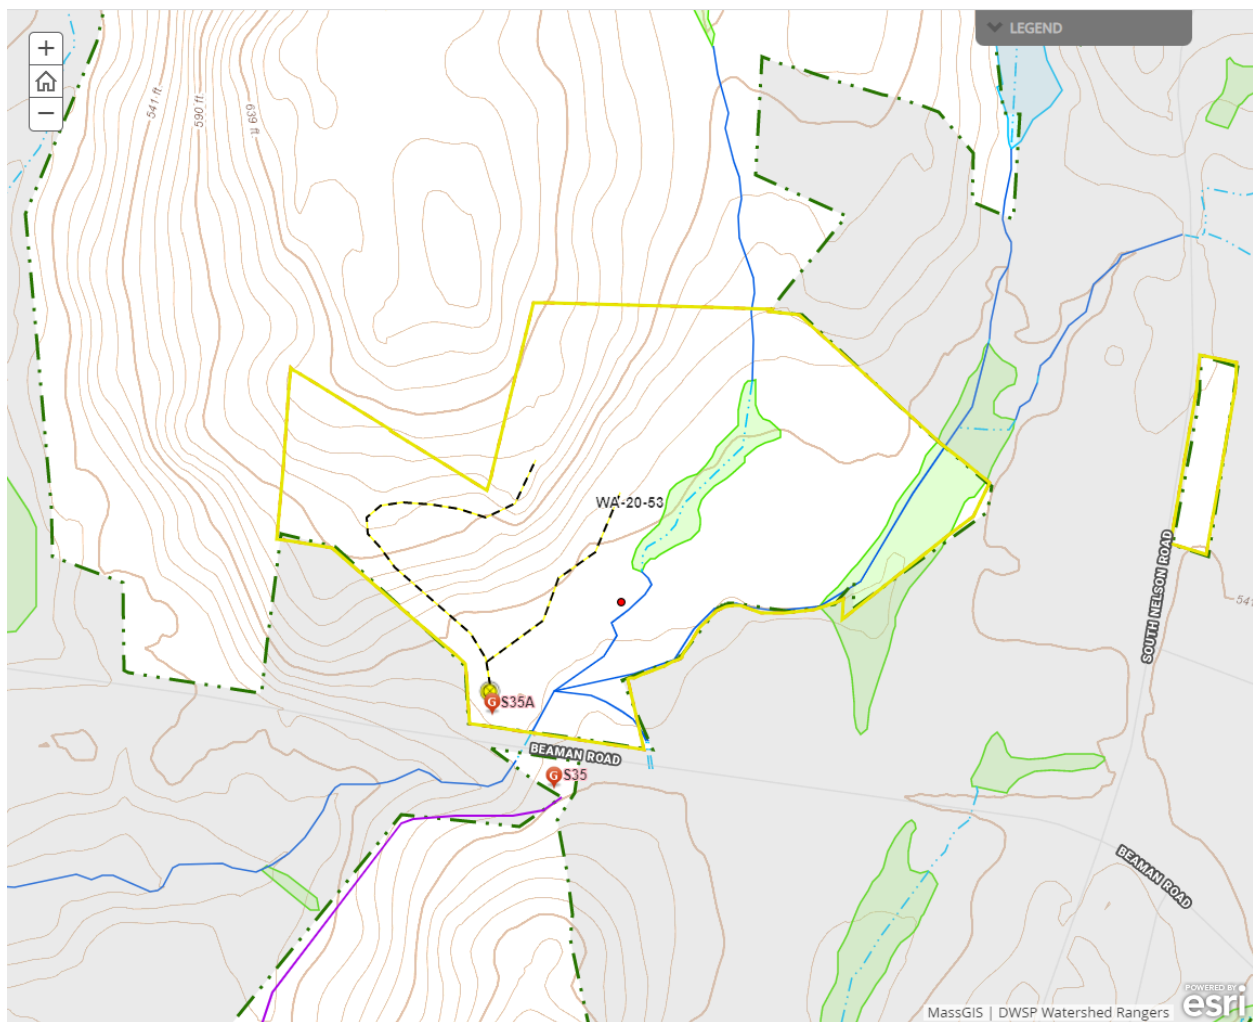 LEGEND
+
−
541 ft
590 ft
639 ft
WA-20-53
G S35A
BEAMAN ROAD
G S35
SOUTH NELSON ROAD
541
BEAMAN ROAD
POWERED BY
esri
MassGIS | DWSP Watershed Rangers